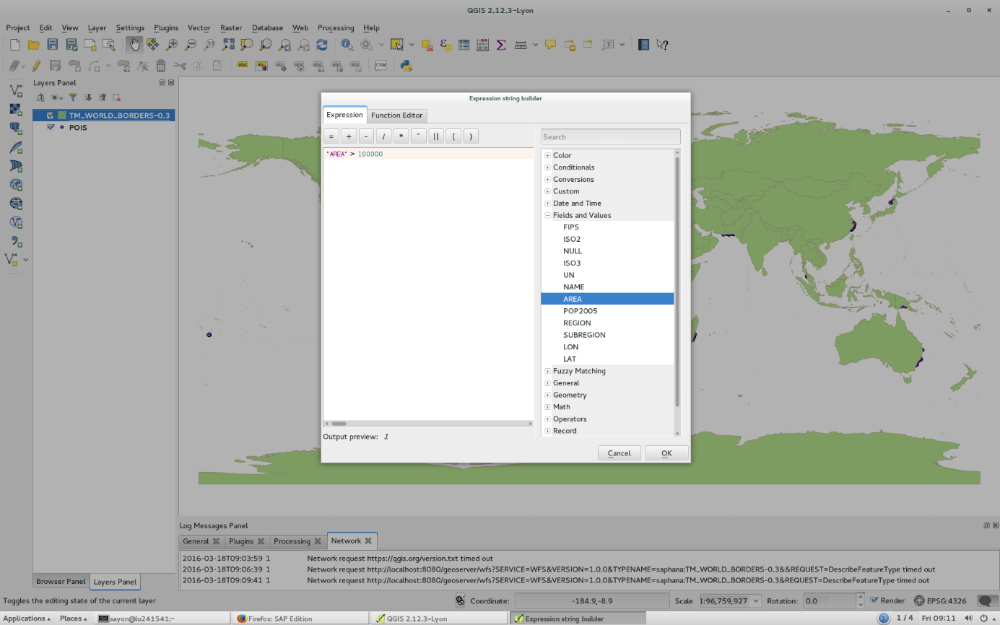 QGIS 2.12.3-Lyon
Project Edit View Layer Settings Plugins Vector Raster Database Web Processing Help
Layers Panel
TM_WORLD_BORDERS-0.3
POIS
Expression string builder
Expression Function Editor
= + - / * ^ || ( )
Search
"AREA" > 100000
Color
Conditionals
Conversions
Custom
Date and Time
Fields and Values
FIPS
ISO2
NULL
ISO3
UN
NAME
AREA
POP2005
REGION
SUBREGION
LON
LAT
Fuzzy Matching
General
Geometry
Math
Operators
Record
Output preview: 1
Cancel OK
Log Messages Panel
General Plugins Processing Network
2016-03-18T09:03:59 1 Network request https://qgis.org/version.txt timed out
2016-03-18T09:06:39 1 Network request http://localhost:8080/geoserver/wfs?SERVICE=WFS&VERSION=1.0.0&TYPENAME=saphana:TM_WORLD_BORDERS-0.3&&REQUEST=DescribeFeatureType timed out
2016-03-18T09:09:41 1 Network request http://localhost:8080/geoserver/wfs?SERVICE=WFS&VERSION=1.0.0&TYPENAME=saphana:TM_WORLD_BORDERS-0.3&REQUEST=DescribeFeatureType timed out
Browser Panel Layers Panel
Toggles the editing state of the current layer
Coordinate: -184.9,-8.9 Scale 1:96,759,927 Rotation: 0.0 Render EPSG:4326
Applications Places sayon@lu241541:~ Firefox: SAP Edition QGIS 2.12.3-Lyon Expression string builder 1 1 / 4 Fri 09:11